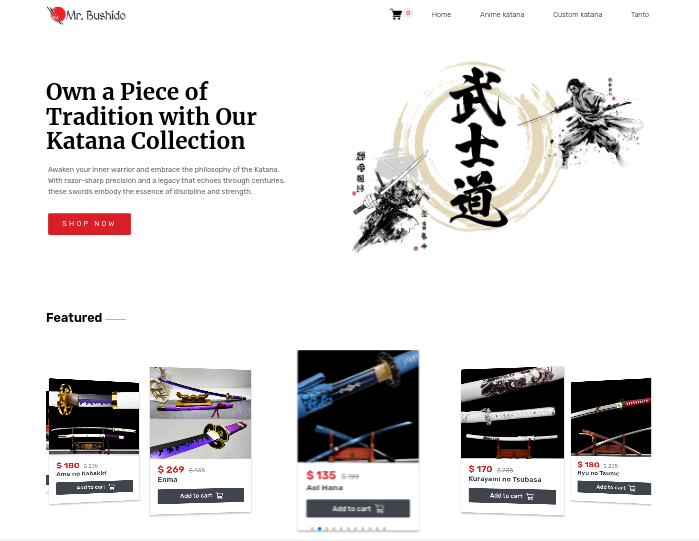 Mr. Bushido
0
Home
Anime katana
Custom katana
Tanto
Own a Piece of
Tradition with Our
Katana Collection
Awaken your inner warrior and embrace the philosophy of the Katana.
With razor-sharp precision and a legacy that echoes through centuries,
these swords embody the essence of discipline and strength.
SHOP NOW
武士道
Featured
$ 180 $ 235
Ame no habakiri
Add to cart
$ 269 $ 335
Enma
Add to cart
$ 135 $ 199
Aoi Hana
Add to cart
$ 170 $ 235
Kurayami no Tsubasa
Add to cart
$ 180 $ 205
Ryu no Tsume
Add to cart